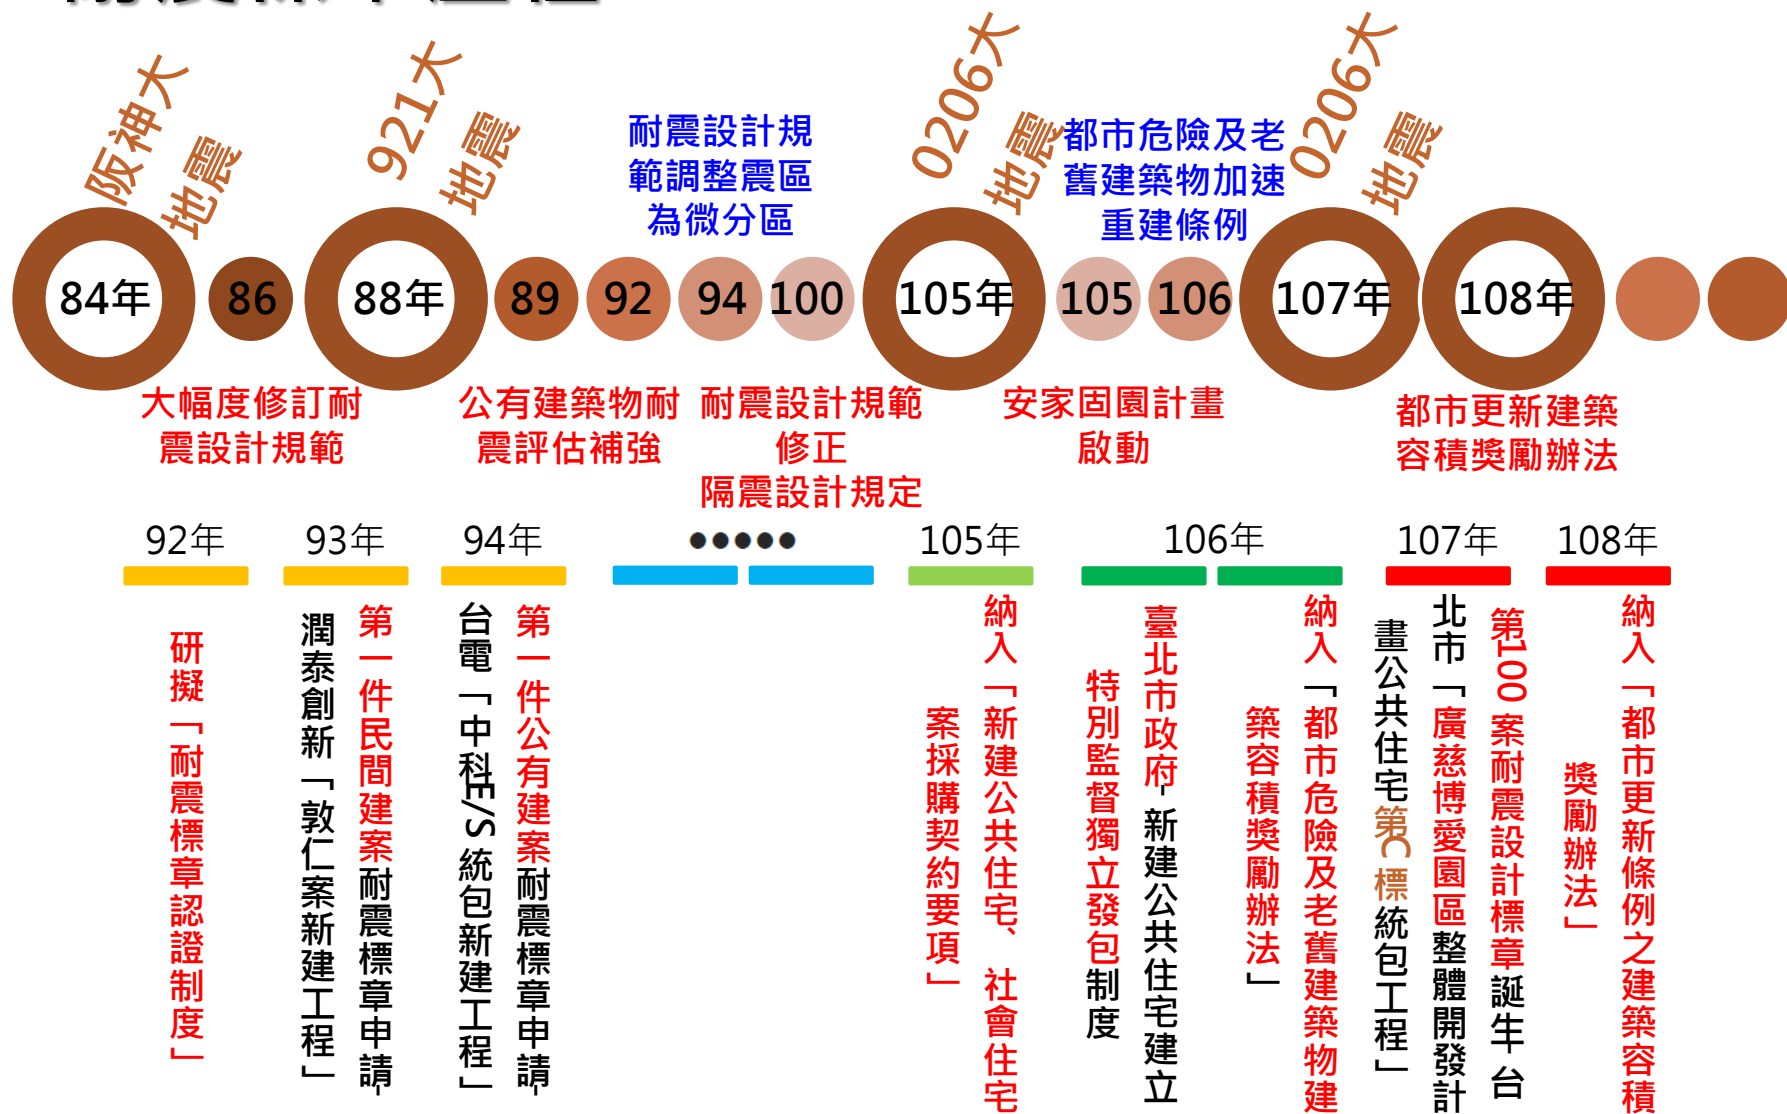 阪神大
地震
921大
地震
耐震設計規
範調整震區
為微分區
0206大
地震
都市危險及老
舊建築物加速
重建條例
0206大
地震
84年
86
88年
89
92
94
100
105年
105
106
107年
108年
大幅度修訂耐
震設計規範
公有建築物耐
震評估補強
耐震設計規範
修正
隔震設計規定
安家固園計畫
啟動
都市更新建築
容積獎勵辦法
92年
93年
94年
●●●●●
105年
106年
107年
108年
研擬「耐震標章認證制度」
第一件民間建案耐震標章申請-
潤泰創新「敦仁案新建工程」
第一件公有建案耐震標章申請-
台電「中科E/S 統包新建工程」
納入「新建公共住宅、社會住宅
案採購契約要項」
臺北市政府-新建公共住宅建立
特別監督獨立發包制度
納入「都市危險及老舊建築物建
築容積獎勵辦法」
第100 案耐震設計標章誕生 台
北市「廣慈博愛園區整體開發計
畫公共住宅第C 標統包工程」
納入「都市更新條例之建築容積
獎勵辦法」